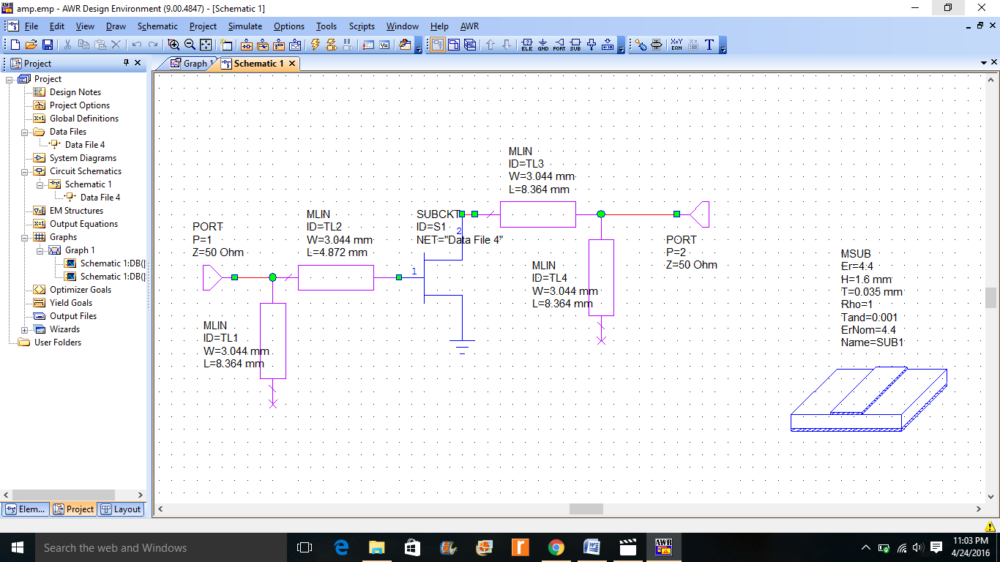 amp.emp - AWR Design Environment (9.00.4847) - [Schematic 1]
File Edit View Draw Schematic Project Simulate Options Tools Scripts Window Help AWR
ELE GND PORT SUB X=Y EQN T
Project
Graph 1
Schematic 1
Project
Design Notes
Project Options
Global Definitions
Data Files
Data File 4
System Diagrams
Circuit Schematics
Schematic 1
Data File 4
EM Structures
Output Equations
Graphs
Graph 1
Schematic 1:DB(|
Schematic 1:DB(|
Optimizer Goals
Yield Goals
Output Files
Wizards
User Folders
Elem... Project Layout
PORT
P=1
Z=50 Ohm
MLIN
ID=TL1
W=3.044 mm
L=8.364 mm
MLIN
ID=TL2
W=3.044 mm
L=4.872 mm
SUBCKT
ID=S1
NET="Data File 4"
1
2
MLIN
ID=TL3
W=3.044 mm
L=8.364 mm
MLIN
ID=TL4
W=3.044 mm
L=8.364 mm
PORT
P=2
Z=50 Ohm
MSUB
Er=4.4
H=1.6 mm
T=0.035 mm
Rho=1
Tand=0.001
ErNom=4.4
Name=SUB1
Search the web and Windows
AWR
11:03 PM
4/24/2016